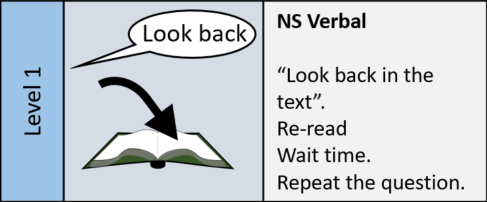 Level 1
Look back
NS Verbal
“Look back in the
text”.
Re-read
Wait time.
Repeat the question.